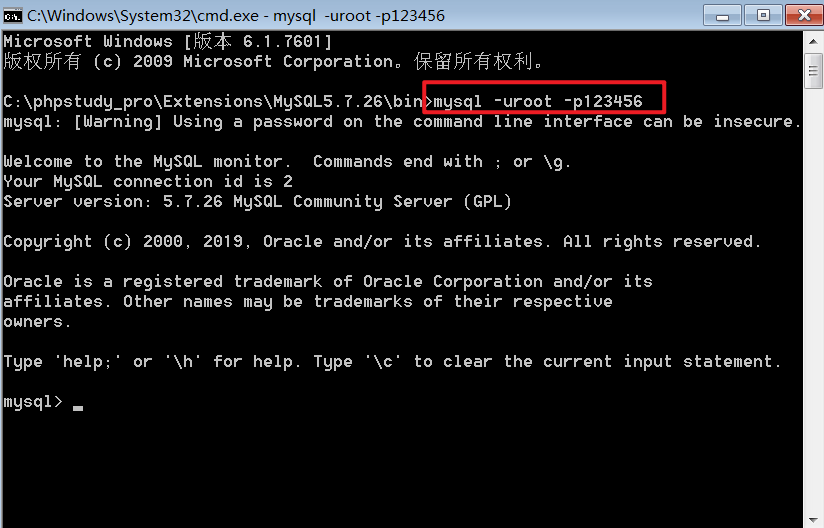 C:\Windows\System32\cmd.exe - mysql  -uroot -p123456
Microsoft Windows [版本 6.1.7601]
版权所有 (c) 2009 Microsoft Corporation。保留所有权利。
C:\phpstudy_pro\Extensions\MySQL5.7.26\bin>mysql -uroot -p123456
mysql: [Warning] Using a password on the command line interface can be insecure.
Welcome to the MySQL monitor.  Commands end with ; or \g.
Your MySQL connection id is 2
Server version: 5.7.26 MySQL Community Server (GPL)
Copyright (c) 2000, 2019, Oracle and/or its affiliates. All rights reserved.
Oracle is a registered trademark of Oracle Corporation and/or its
affiliates. Other names may be trademarks of their respective
owners.
Type 'help;' or '\h' for help. Type '\c' to clear the current input statement.
mysql> _